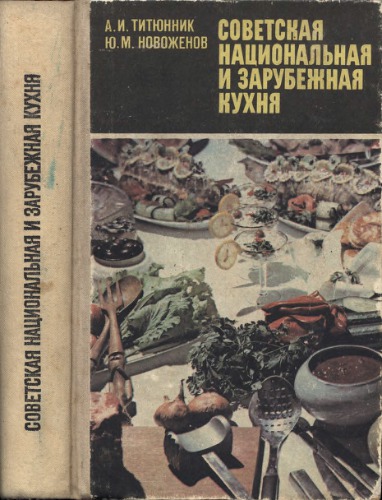 СОВЕТСКАЯ НАЦИОНАЛЬНАЯ И ЗАРУБЕЖНАЯ КУХНЯ
А. И. ТИТЮННИК
Ю. М. НОВОЖЕНОВ
СОВЕТСКАЯ
НАЦИОНАЛЬНАЯ
И ЗАРУБЕЖНАЯ
КУХНЯ